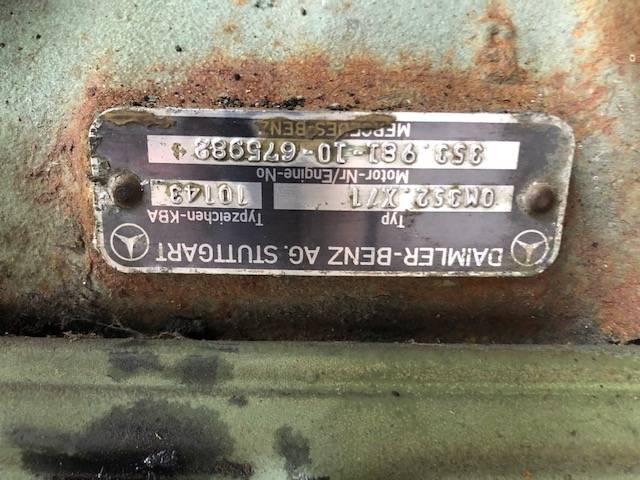 DAIMLER-BENZ AG. STUTTGART
Typ Typzeichen-KBA
OM352.X/1 10143
Motor-Nr/Engine-No
353.981-10-675983
MERCEDES-BENZ